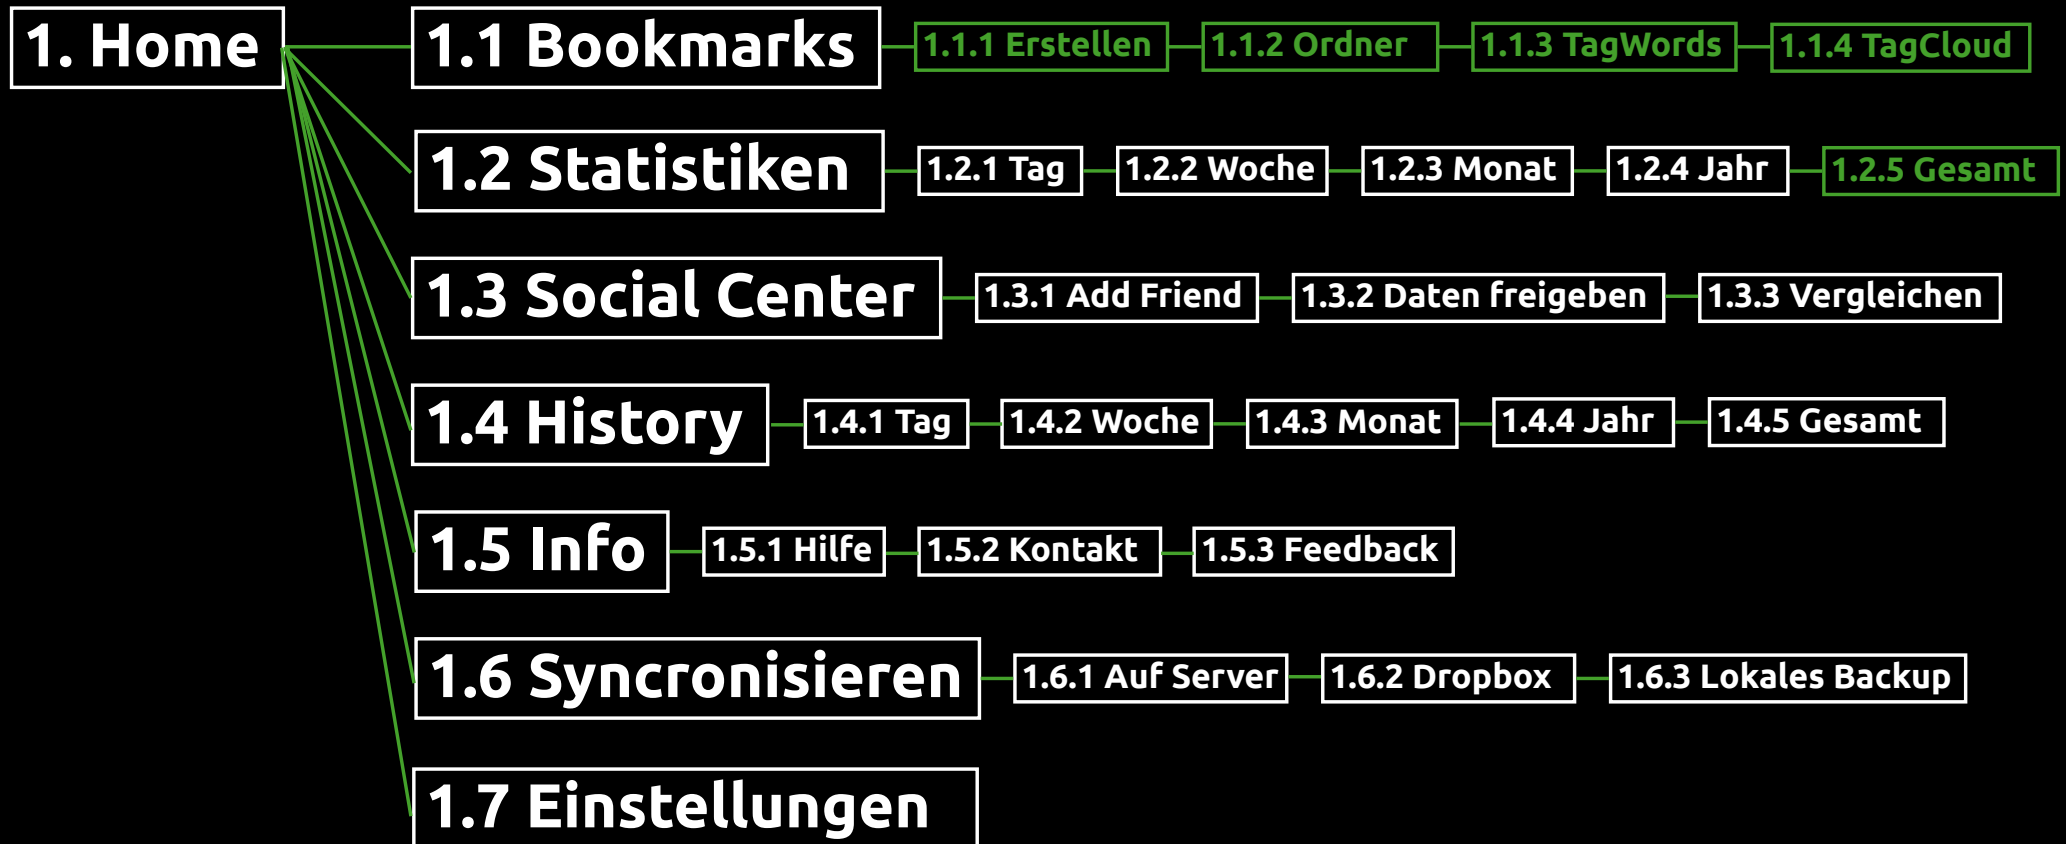 1. Home
1.1 Bookmarks
1.1.1 Erstellen
1.1.2 Ordner
1.1.3 TagWords
1.1.4 TagCloud
1.2 Statistiken
1.2.1 Tag
1.2.2 Woche
1.2.3 Monat
1.2.4 Jahr
1.2.5 Gesamt
1.3 Social Center
1.3.1 Add Friend
1.3.2 Daten freigeben
1.3.3 Vergleichen
1.4 History
1.4.1 Tag
1.4.2 Woche
1.4.3 Monat
1.4.4 Jahr
1.4.5 Gesamt
1.5 Info
1.5.1 Hilfe
1.5.2 Kontakt
1.5.3 Feedback
1.6 Syncronisieren
1.6.1 Auf Server
1.6.2 Dropbox
1.6.3 Lokales Backup
1.7 Einstellungen